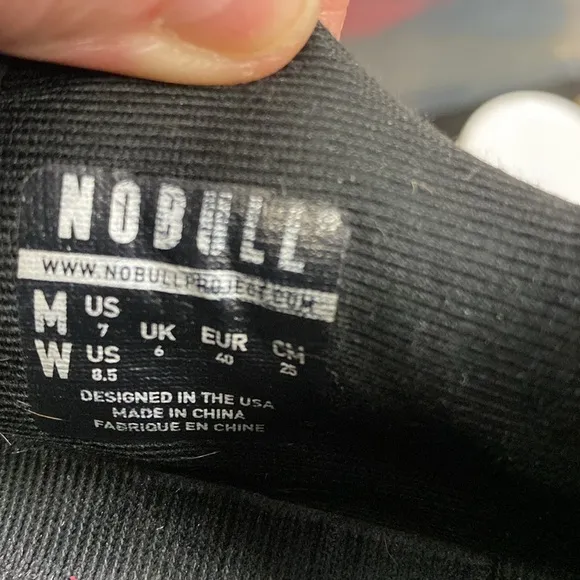 NOBULL
WWW.NOBULLPROJECT.COM
M US 7 UK 6 EUR 40 CM 25
W US 8.5
DESIGNED IN THE USA
MADE IN CHINA
FABRIQUE EN CHINE